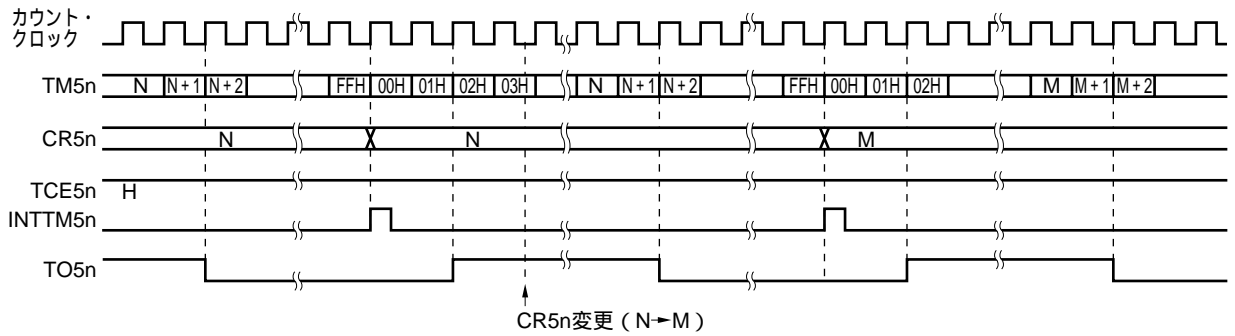 カウント・
クロック
TM5n N N+1 N+2 FFH 00H 01H 02H 03H N N+1 N+2 FFH 00H 01H 02H M M+1 M+2
CR5n N N M
TCE5n H
INTTM5n
TO5n
CR5n変更(N→M)